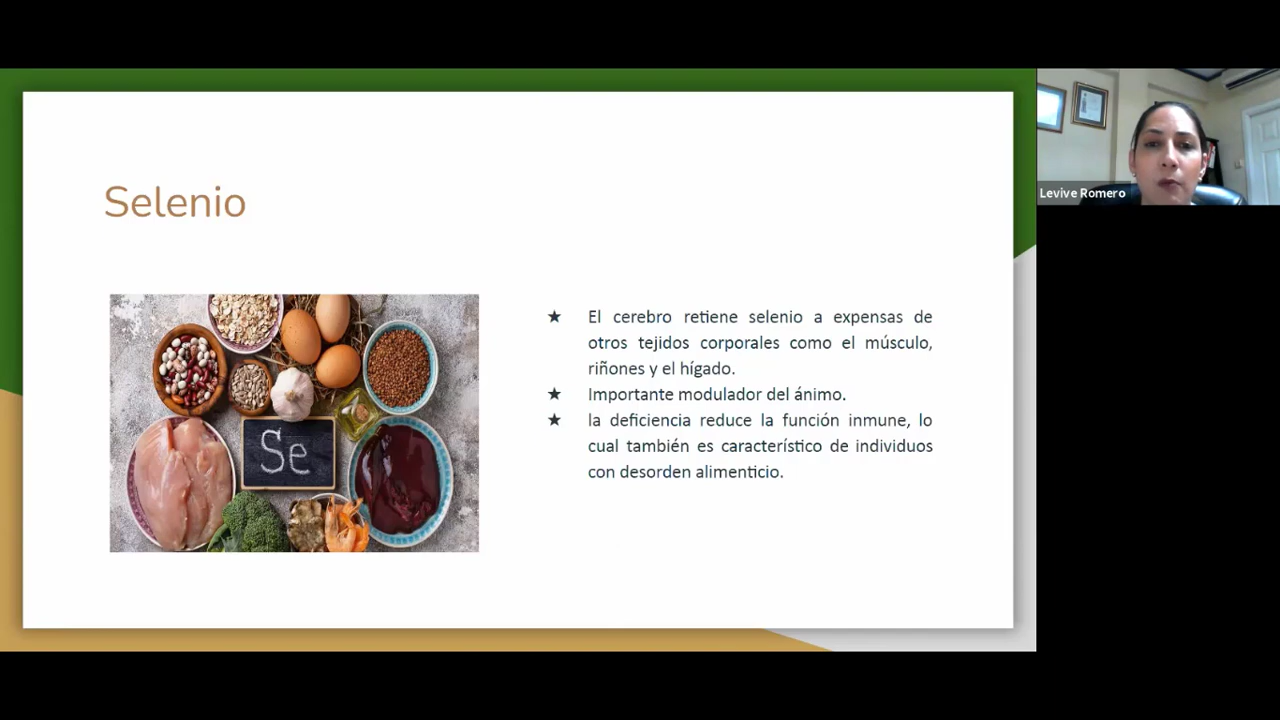 Selenio
Se
★ El cerebro retiene selenio a expensas de
otros tejidos corporales como el músculo,
riñones y el hígado.
★ Importante modulador del ánimo.
★ la deficiencia reduce la función inmune, lo
cual también es característico de individuos
con desorden alimenticio.
Levive Romero